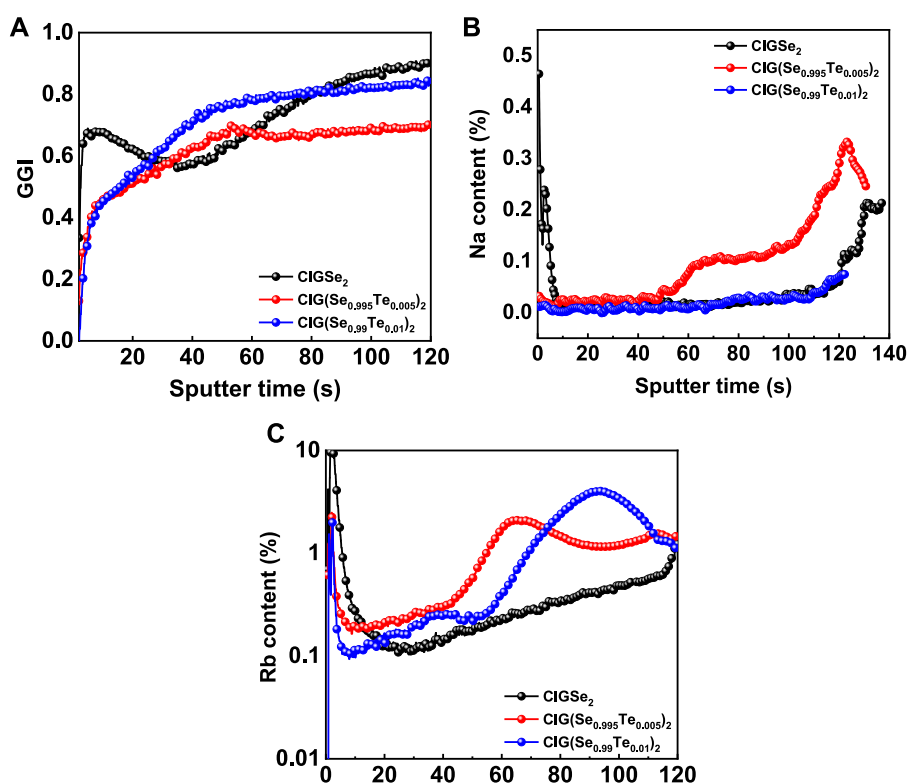 A
GGI
1.0
0.8
0.6
0.4
0.2
0.0
20 40 60 80 100 120
Sputter time (s)
CIGSe₂
CIG(Se₀.₉₉₅Te₀.₀₀₅)₂
CIG(Se₀.₉₉Te₀.₀₁)₂
B
Na content (%)
0.5
0.4
0.3
0.2
0.1
0.0
0 20 40 60 80 100 120 140
Sputter time (s)
CIGSe₂
CIG(Se₀.₉₉₅Te₀.₀₀₅)₂
CIG(Se₀.₉₉Te₀.₀₁)₂
C
Rb content (%)
10
1
0.1
0.01
0 20 40 60 80 100 120
CIGSe₂
CIG(Se₀.₉₉₅Te₀.₀₀₅)₂
CIG(Se₀.₉₉Te₀.₀₁)₂